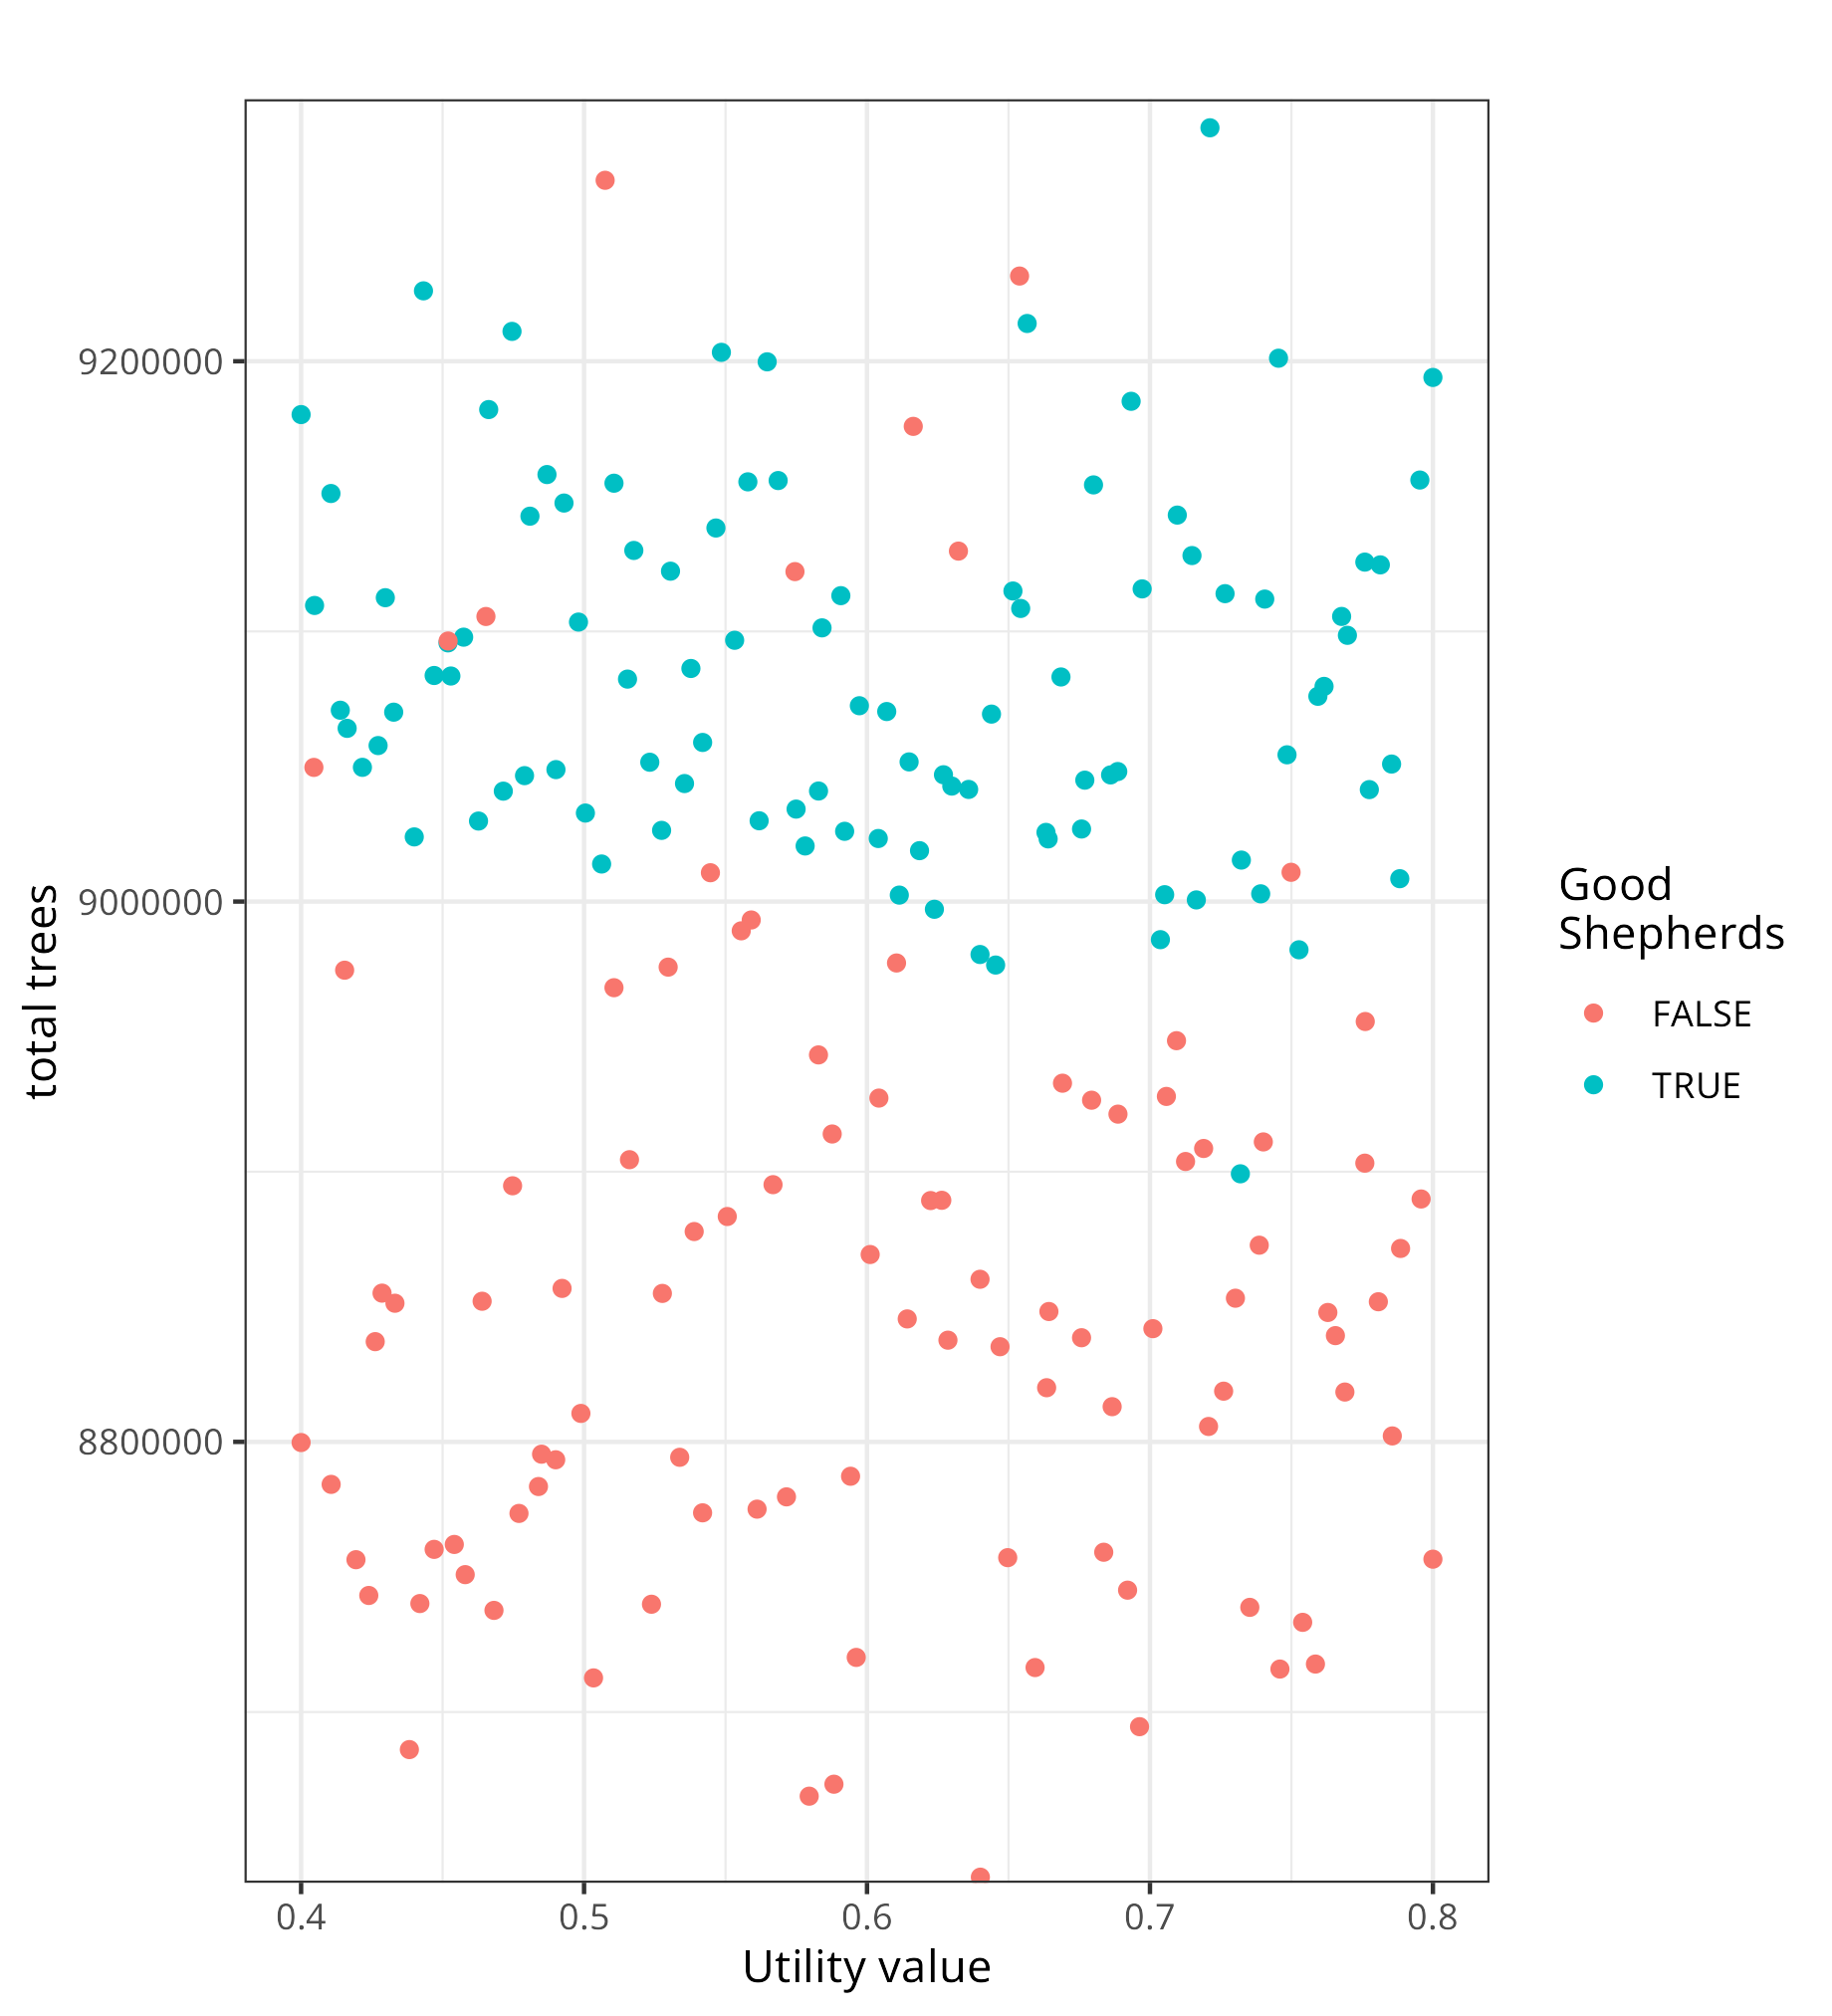 total trees
9200000
9000000
8800000
0.4 0.5 0.6 0.7 0.8
Utility value
Good
Shepherds
FALSE
TRUE